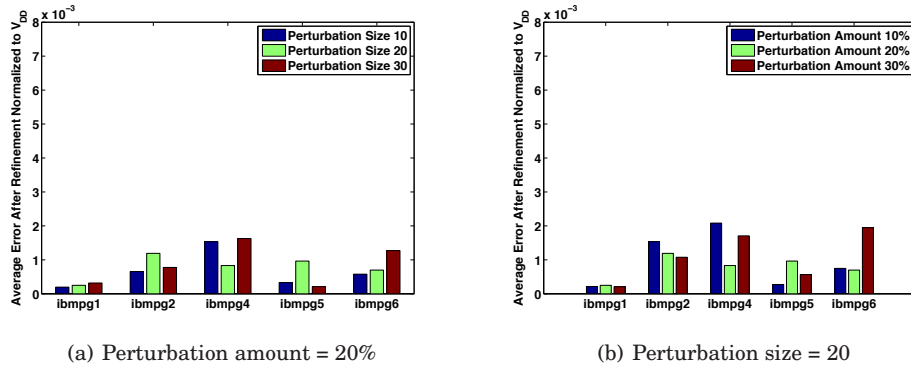 x 10⁻³
Average Error After Refinement Normalized to V_DD
8
7
6
5
4
3
2
1
0
Perturbation Size 10
Perturbation Size 20
Perturbation Size 30
ibmpg1 ibmpg2 ibmpg4 ibmpg5 ibmpg6
(a) Perturbation amount = 20%
x 10⁻³
Average Error After Refinement Normalized to V_DD
8
7
6
5
4
3
2
1
0
Perturbation Amount 10%
Perturbation Amount 20%
Perturbation Amount 30%
ibmpg1 ibmpg2 ibmpg4 ibmpg5 ibmpg6
(b) Perturbation size = 20